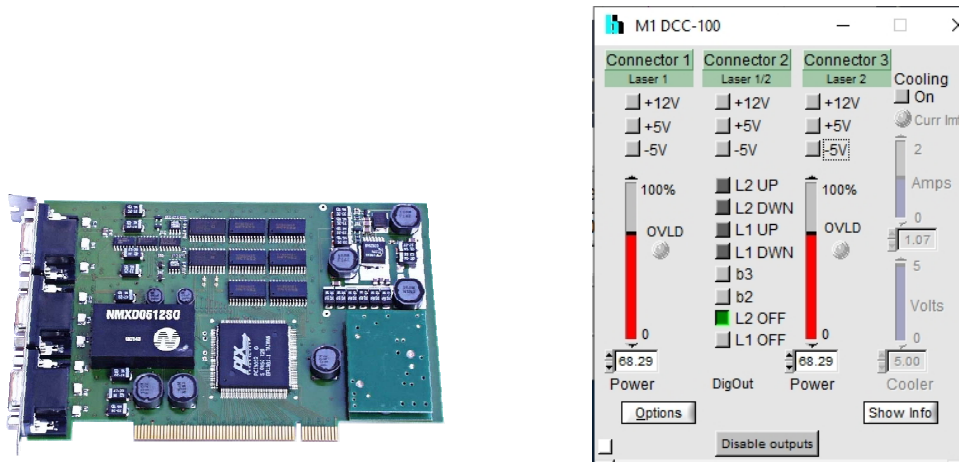 NMXD0512SO
PLX
M1 DCC-100
Connector 1
Laser 1
+12V
+5V
-5V
100%
OVLD
0
68.29
Power
Connector 2
Laser 1/2
+12V
+5V
-5V
L2 UP
L2 DWN
L1 UP
L1 DWN
b3
b2
L2 OFF
L1 OFF
DigOut
Connector 3
Laser 2
+12V
+5V
-5V
100%
OVLD
0
68.29
Power
Cooling
On
Curr lmt
2
Amps
0
1.07
5
Volts
0
5.00
Cooler
Options
Show Info
Disable outputs